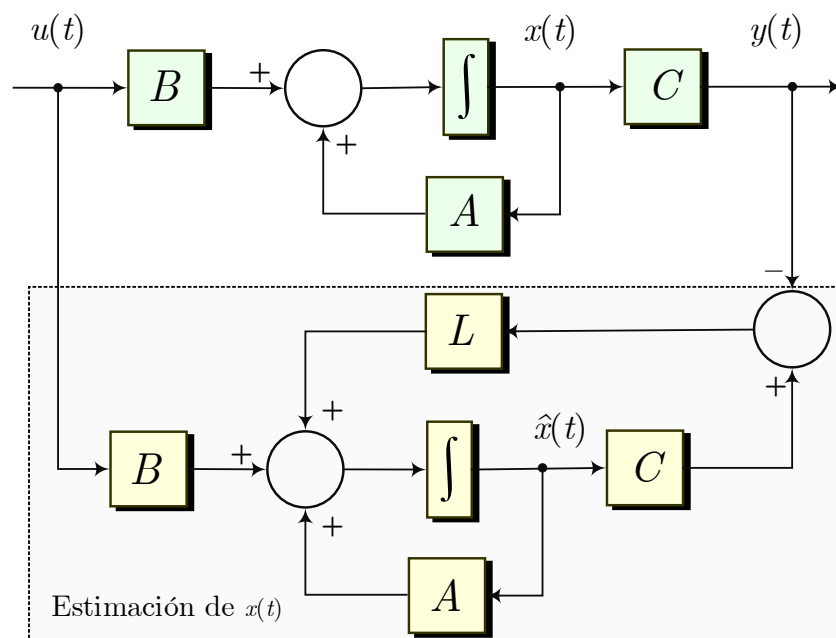 u(t) x(t) y(t)
B + ∫ C
+
A
−
L
+
+
x̂(t)
B + ∫ C
+
A
Estimación de x(t)